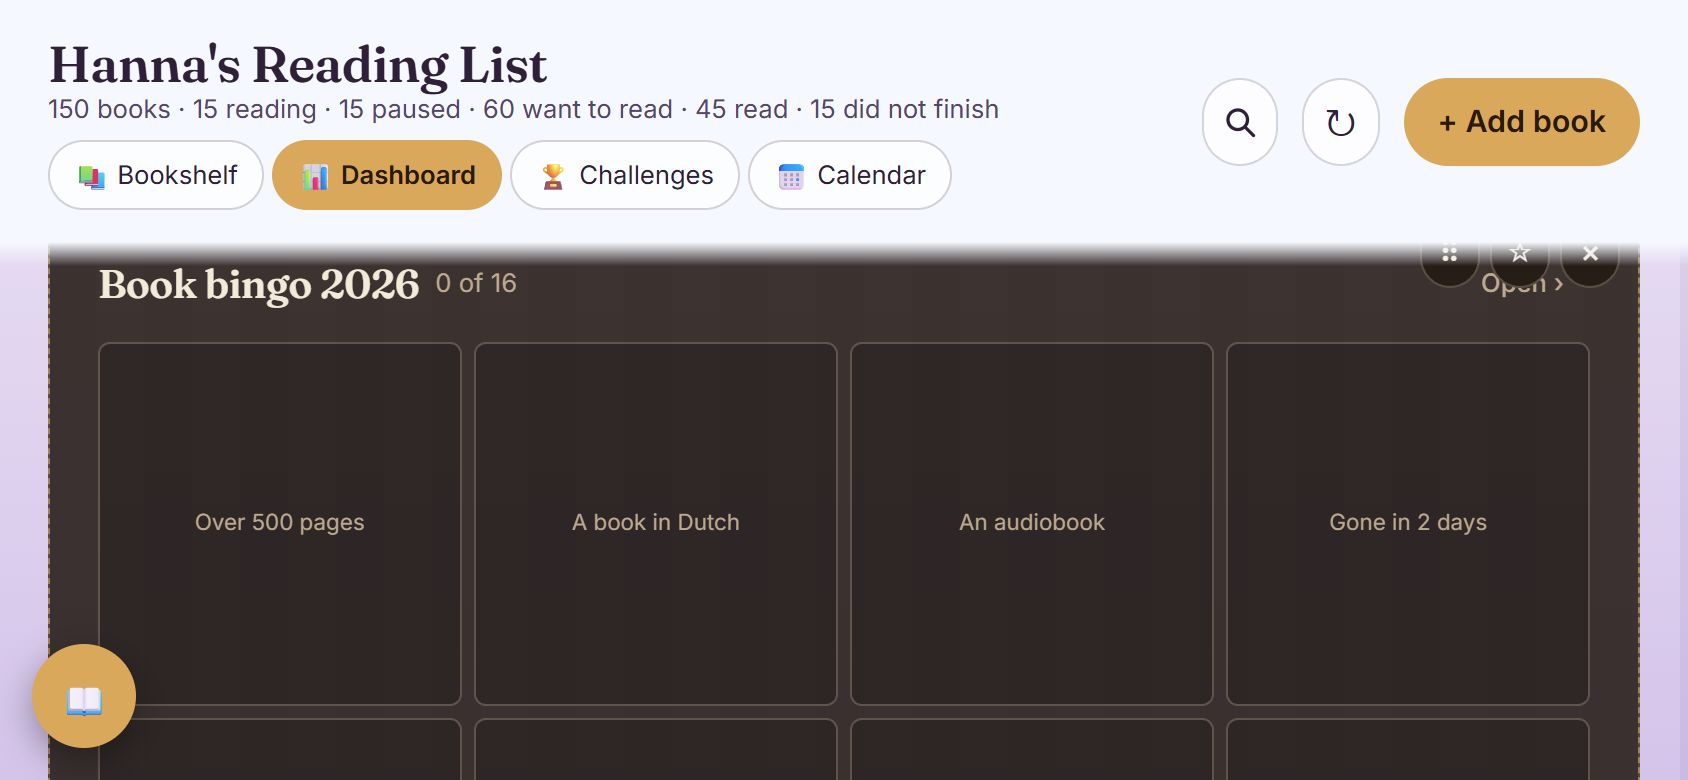 Hanna's Reading List
150 books · 15 reading · 15 paused · 60 want to read · 45 read · 15 did not finish
Bookshelf Dashboard Challenges Calendar
+ Add book
Book bingo 2026 0 of 16
Open ›
Over 500 pages
A book in Dutch
An audiobook
Gone in 2 days